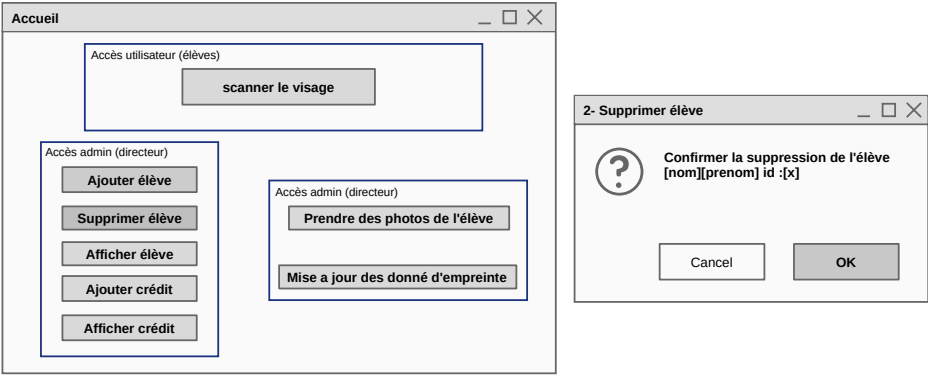 Accueil
Accès utilisateur (élèves)
scanner le visage
Accès admin (directeur)
Ajouter élève
Supprimer élève
Afficher élève
Ajouter crédit
Afficher crédit
Accès admin (directeur)
Prendre des photos de l'élève
Mise a jour des donné d'empreinte
2- Supprimer élève
Confirmer la suppression de l'élève
[nom][prenom] id :[x]
Cancel
OK